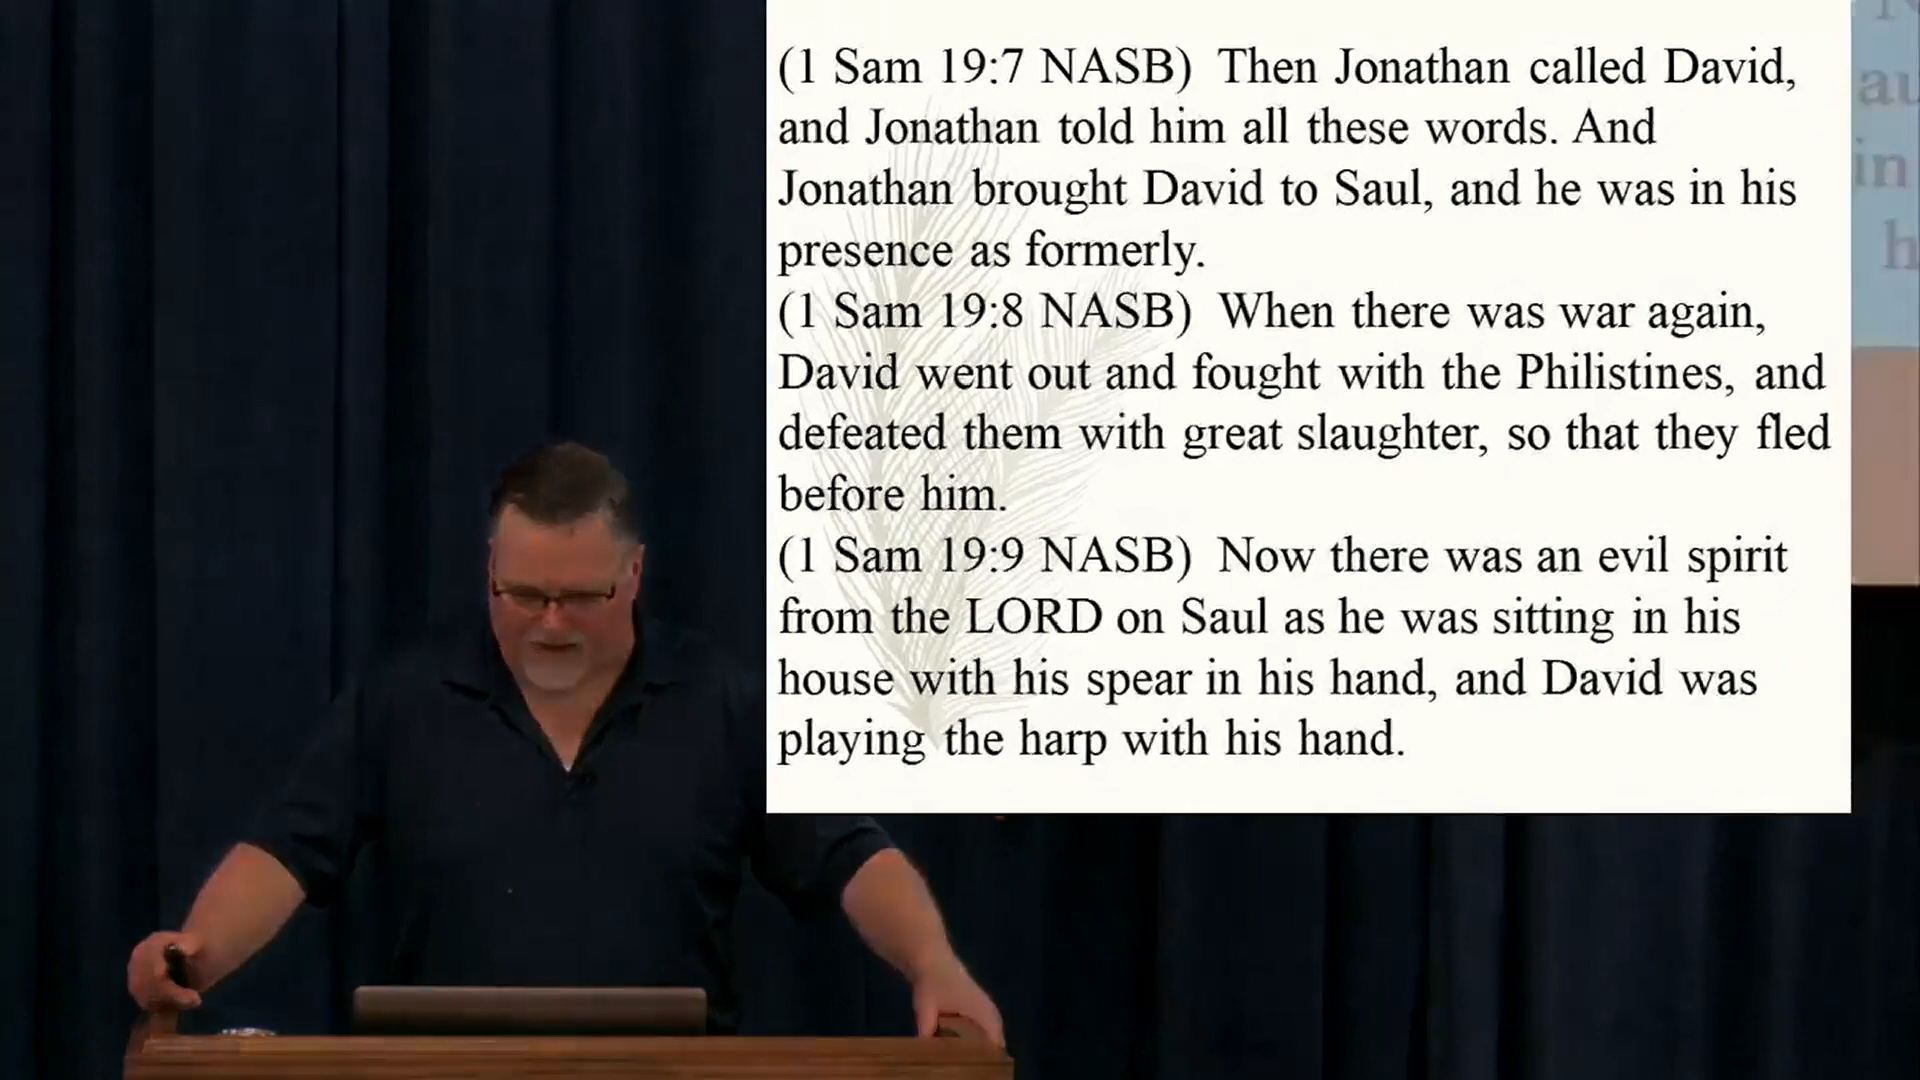 (1 Sam 19:7 NASB) Then Jonathan called David,
and Jonathan told him all these words. And
Jonathan brought David to Saul, and he was in his
presence as formerly.
(1 Sam 19:8 NASB) When there was war again,
David went out and fought with the Philistines, and
defeated them with great slaughter, so that they fled
before him.
(1 Sam 19:9 NASB) Now there was an evil spirit
from the LORD on Saul as he was sitting in his
house with his spear in his hand, and David was
playing the harp with his hand.